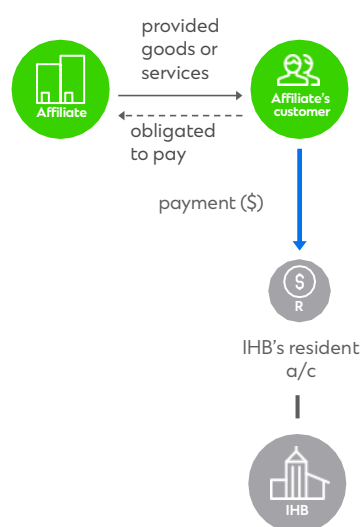 provided
goods or
services
Affiliate
Affiliate's
customer
obligated
to pay
payment ($)
$
R
IHB's resident
a/c
IHB